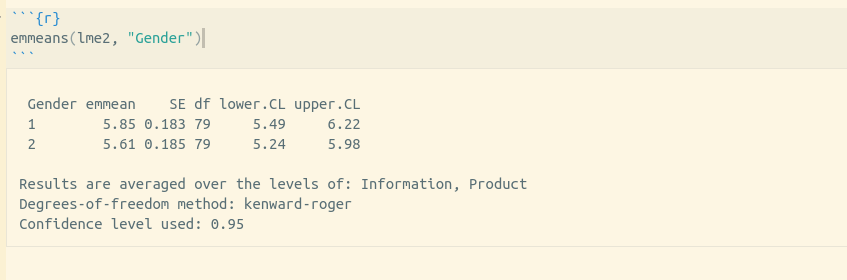 ```{r}
emmeans(lme2, "Gender")
```
Gender emmean    SE df lower.CL upper.CL
1        5.85 0.183 79     5.49     6.22
2        5.61 0.185 79     5.24     5.98
Results are averaged over the levels of: Information, Product
Degrees-of-freedom method: kenward-roger
Confidence level used: 0.95